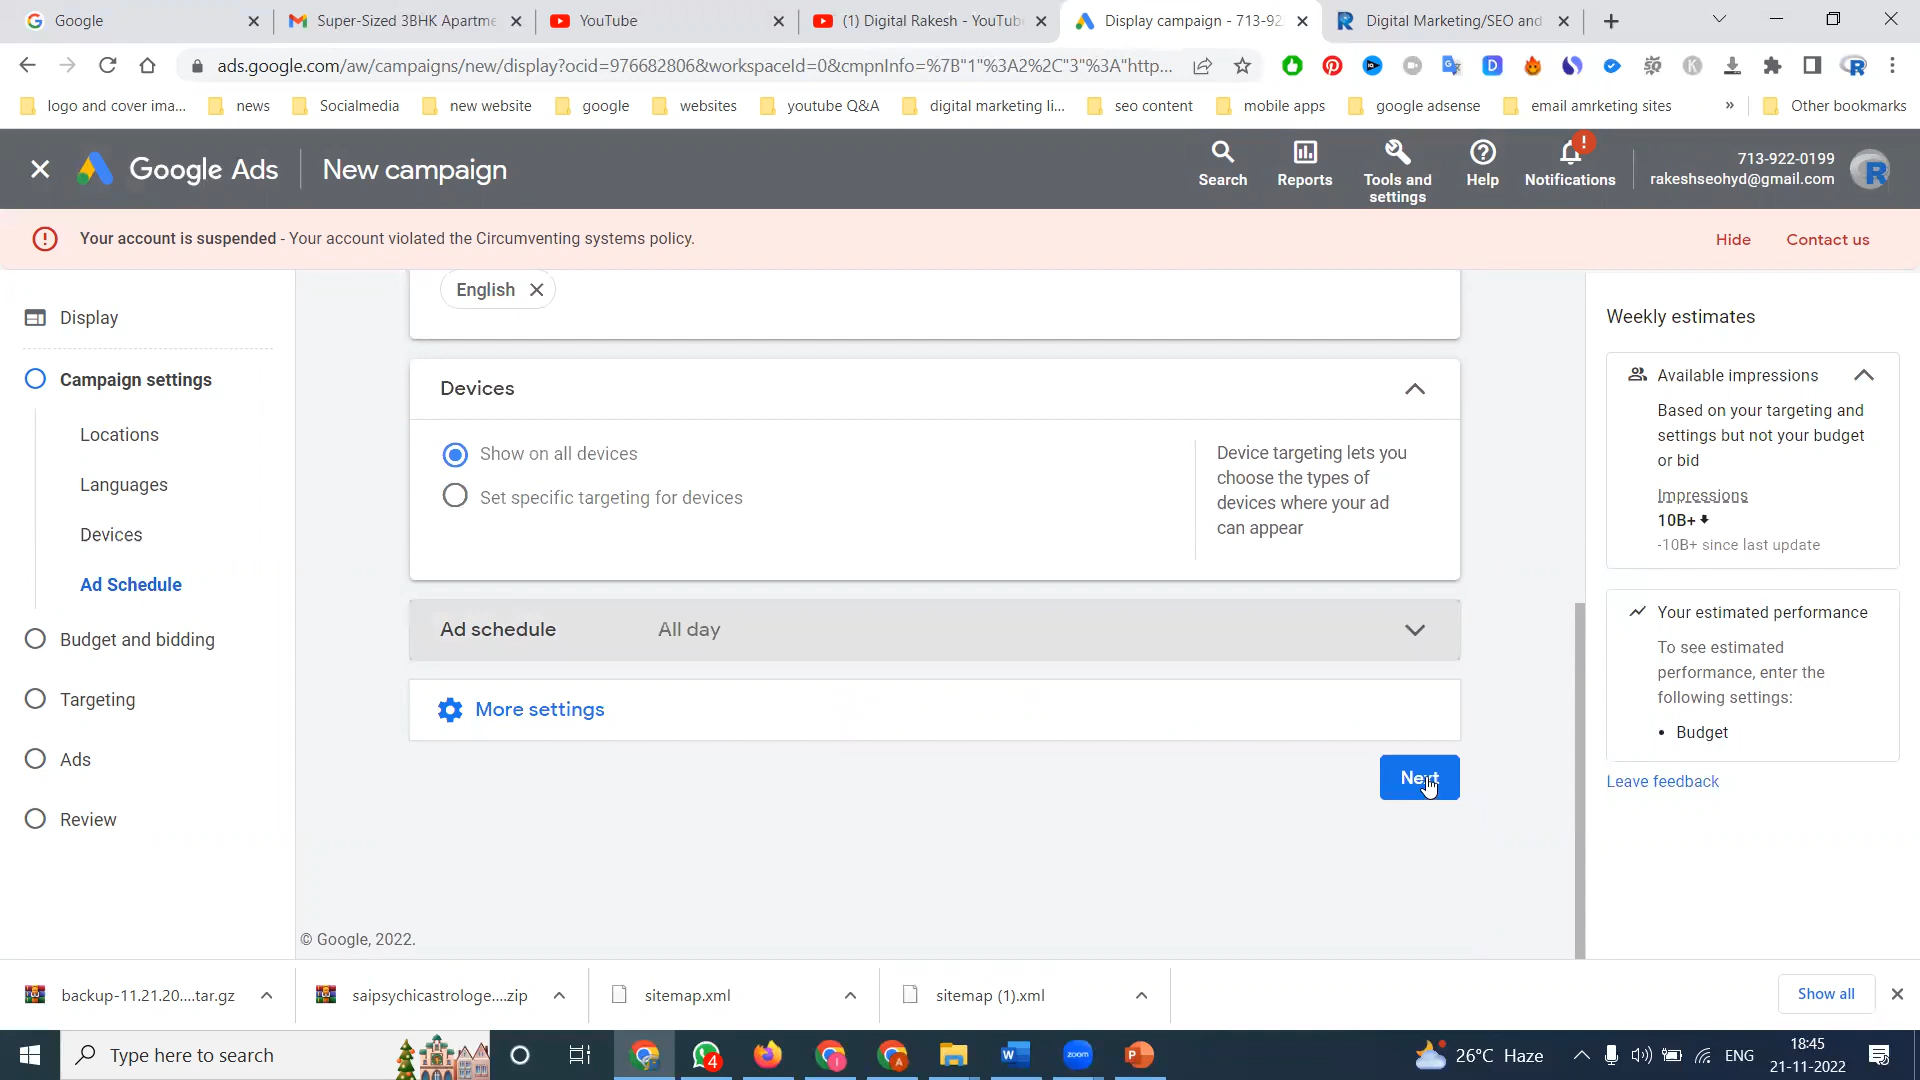 Google
Super-Sized 3BHK Apartme
YouTube
(1) Digital Rakesh - YouTub
Display campaign - 713-92
Digital Marketing/SEO and
ads.google.com/aw/campaigns/new/display?ocid=976682806&workspaceId=0&cmpnInfo=%7B"1"%3A2%2C"3"%3A"http...
logo and cover ima...
news
Socialmedia
new website
google
websites
youtube Q&A
digital marketing li...
seo content
mobile apps
google adsense
email amrketing sites
»
Other bookmarks
Google Ads
New campaign
Search
Reports
Tools and
settings
Help
Notifications
713-922-0199
rakeshseohyd@gmail.com
Your account is suspended - Your account violated the Circumventing systems policy.
Hide
Contact us
Display
Campaign settings
Locations
Languages
Devices
Ad Schedule
Budget and bidding
Targeting
Ads
Review
English
Devices
Show on all devices
Set specific targeting for devices
Device targeting lets you
choose the types of
devices where your ad
can appear
Ad schedule
All day
More settings
Next
© Google, 2022.
Weekly estimates
Available impressions
Based on your targeting and
settings but not your budget
or bid
Impressions
10B+
-10B+ since last update
Your estimated performance
To see estimated
performance, enter the
following settings:
• Budget
Leave feedback
backup-11.21.20....tar.gz
saipsychicastrologe....zip
sitemap.xml
sitemap (1).xml
Show all
Type here to search
4
zoom
26°C Haze
ENG
18:45
21-11-2022